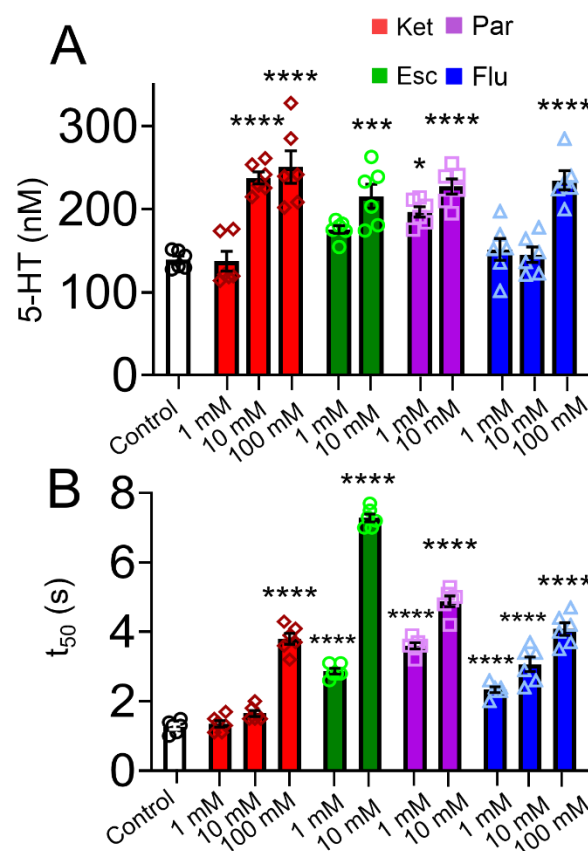 A
Ket
Par
Esc
Flu
5-HT (nM)
300
200
100
0
**** **** *** * **** ****
Control
1 mM
10 mM
100 mM
1 mM
10 mM
1 mM
10 mM
1 mM
10 mM
100 mM
B
t50 (s)
8
6
4
2
0
**** **** **** **** **** **** **** ****
Control
1 mM
10 mM
100 mM
1 mM
10 mM
1 mM
10 mM
1 mM
10 mM
100 mM